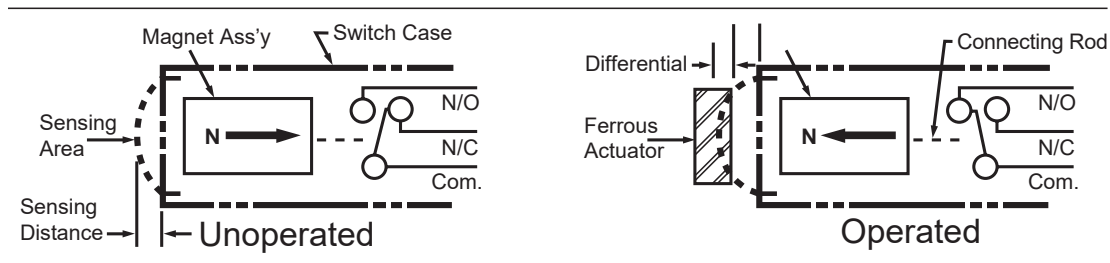 Magnet Ass'y
Switch Case
N/O
N
N/C
Com.
Sensing
Area
Sensing
Distance
Unoperated
Differential
Connecting Rod
N/O
Ferrous
Actuator
N
N/C
Com.
Operated